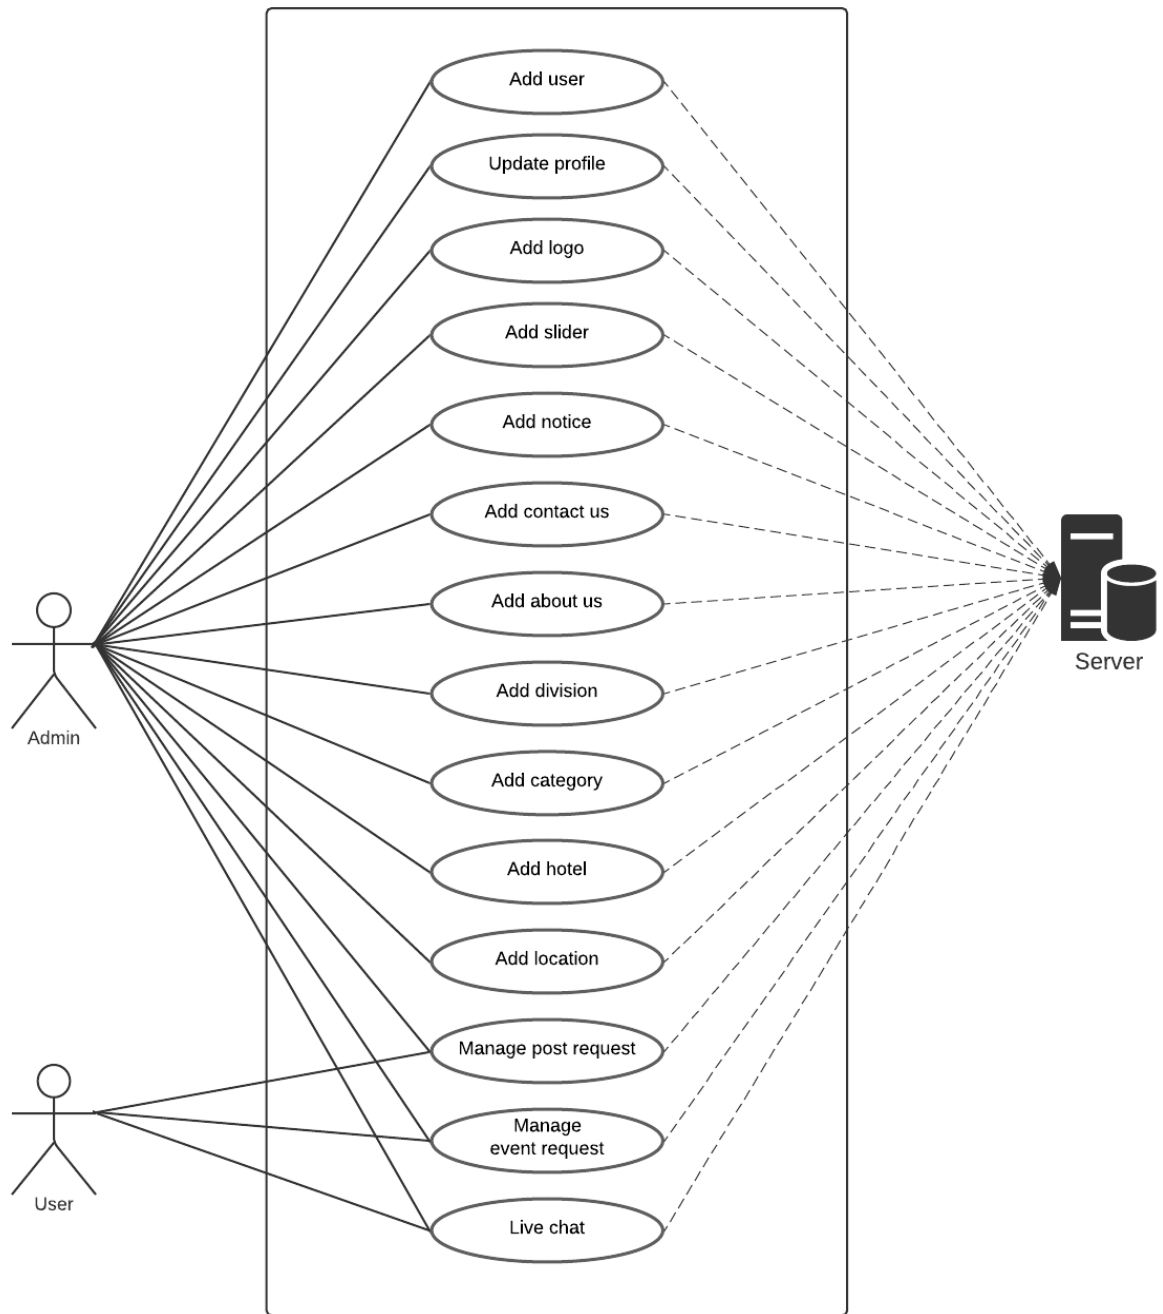 Add user
Update profile
Add logo
Add slider
Add notice
Add contact us
Add about us
Server
Add division
Admin
Add category
Add hotel
Add location
Manage post request
Manage
event request
User
Live chat